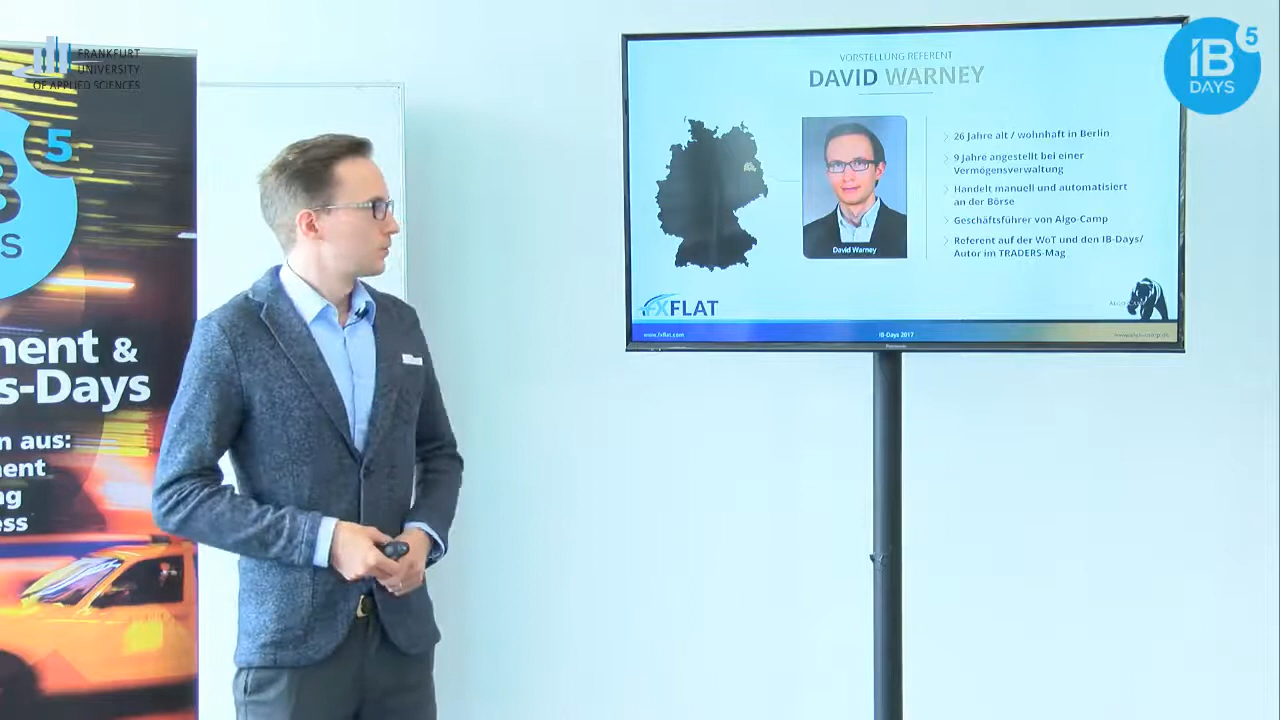 FRANKFURT
UNIVERSITY
OF APPLIED SCIENCES
5
B
S
ment &
s-Days
n aus:
ment
ng
ess
VORSTELLUNG REFERENT
DAVID WARNEY
David Warney
26 Jahre alt / wohnhaft in Berlin
9 Jahre angestellt bei einer
Vermögensverwaltung
Handelt manuell und automatisiert
an der Börse
Geschäftsführer von Algo-Camp
Referent auf der WoT und den IB-Days/
Autor im TRADERS-Mag
FXFLAT
www.fxflat.com
IB-Days 2017
Panasonic
IB
DAYS
5